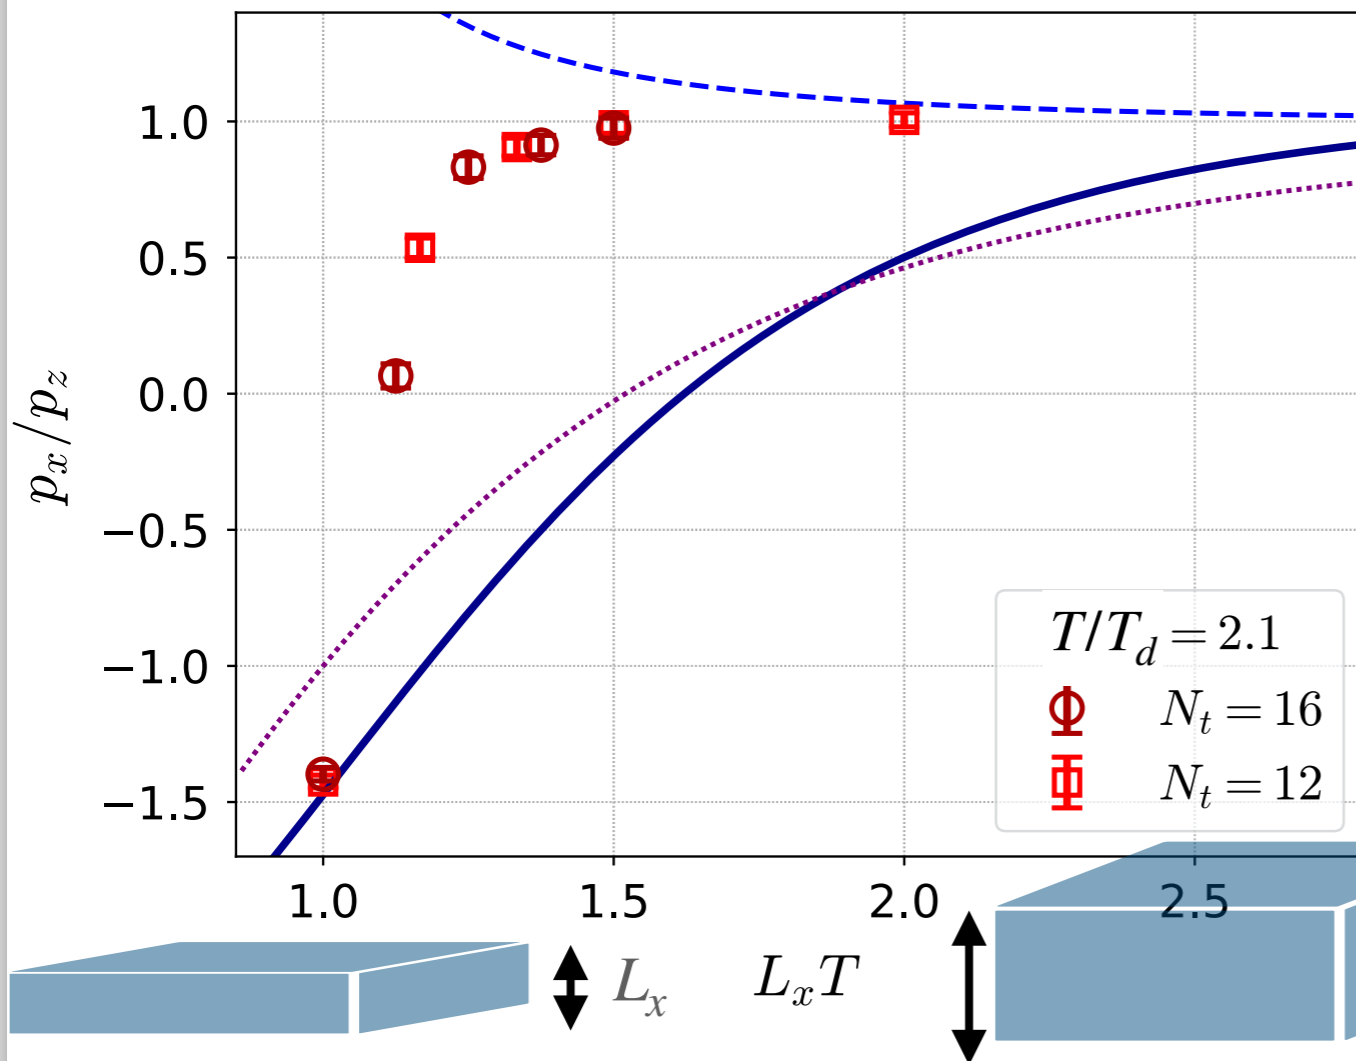 1.0
0.5
0.0
−0.5
−1.0
−1.5
p_x/p_z
T/T_d = 2.1
N_t = 16
N_t = 12
1.0 1.5 2.0 2.5
L_x
L_xT